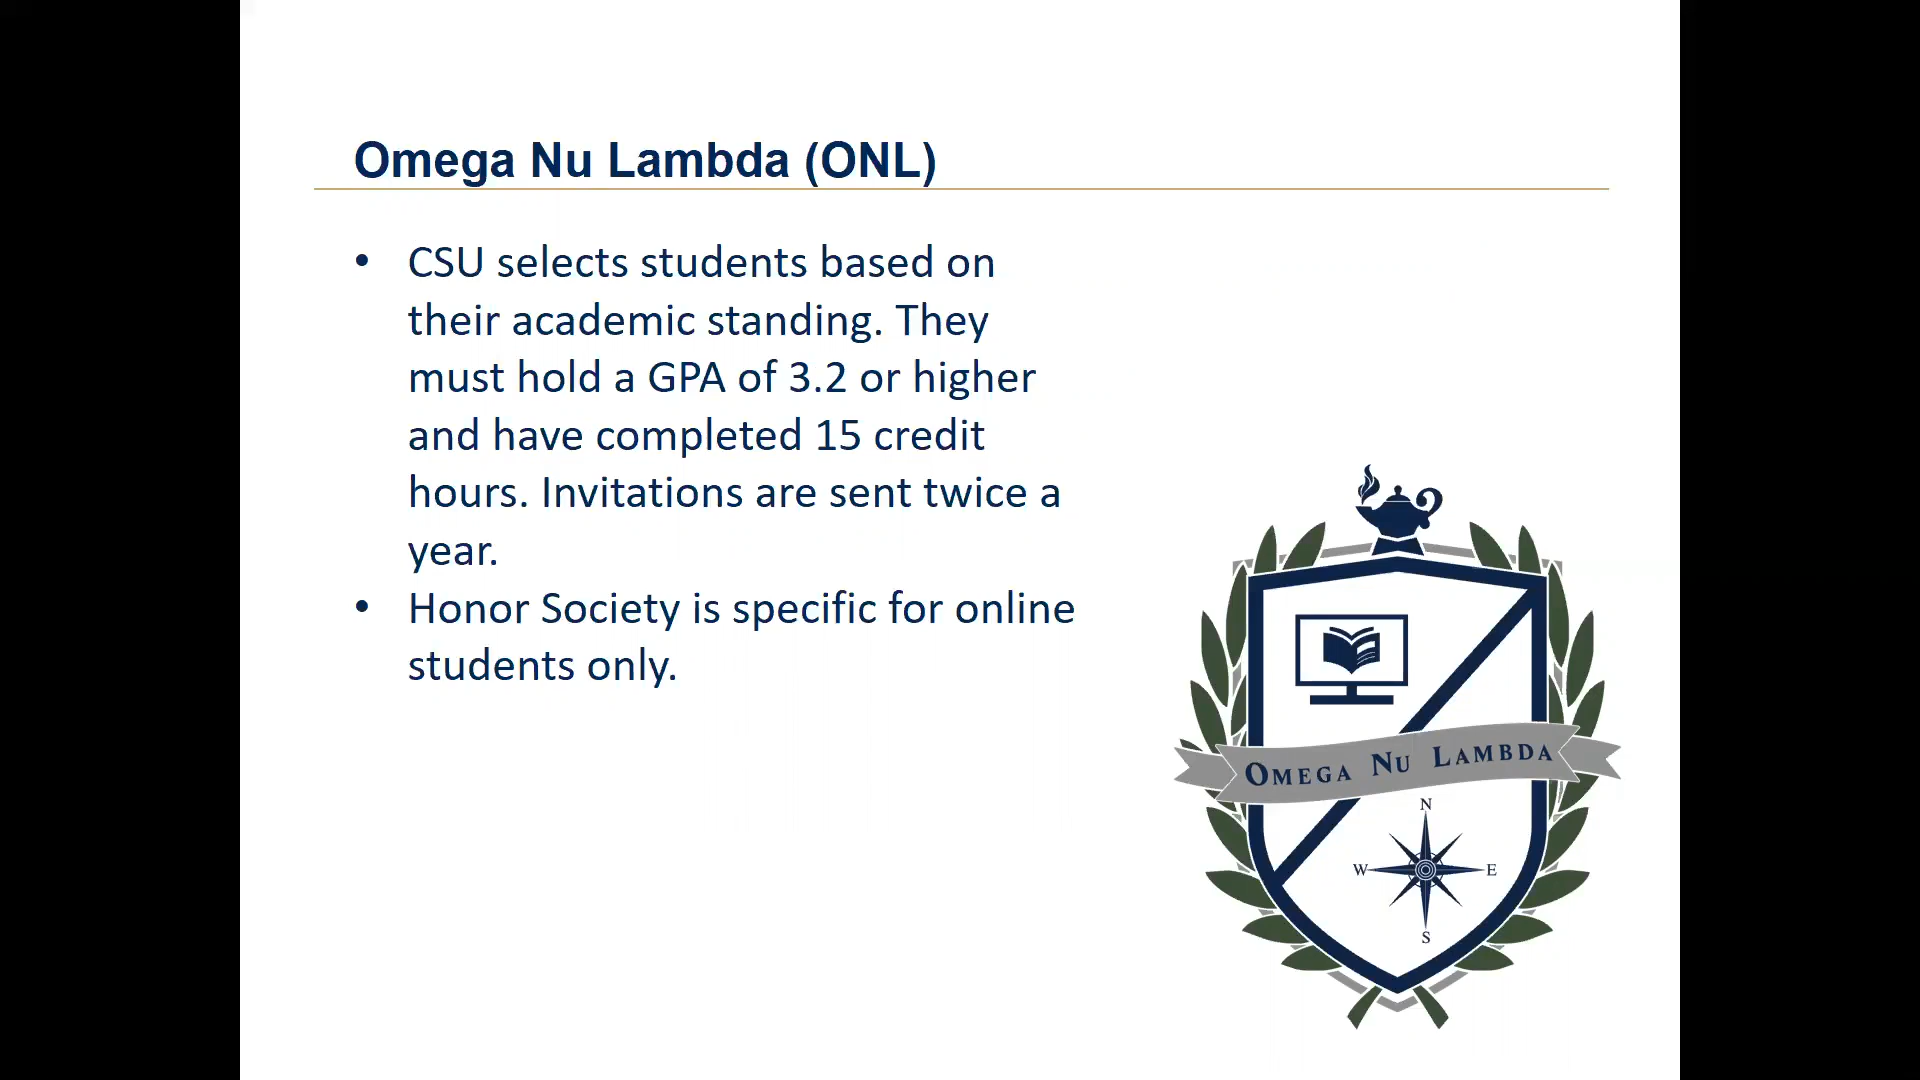 Omega Nu Lambda (ONL)
• CSU selects students based on
their academic standing. They
must hold a GPA of 3.2 or higher
and have completed 15 credit
hours. Invitations are sent twice a
year.
• Honor Society is specific for online
students only.
OMEGA NU LAMBDA
N
W E
S